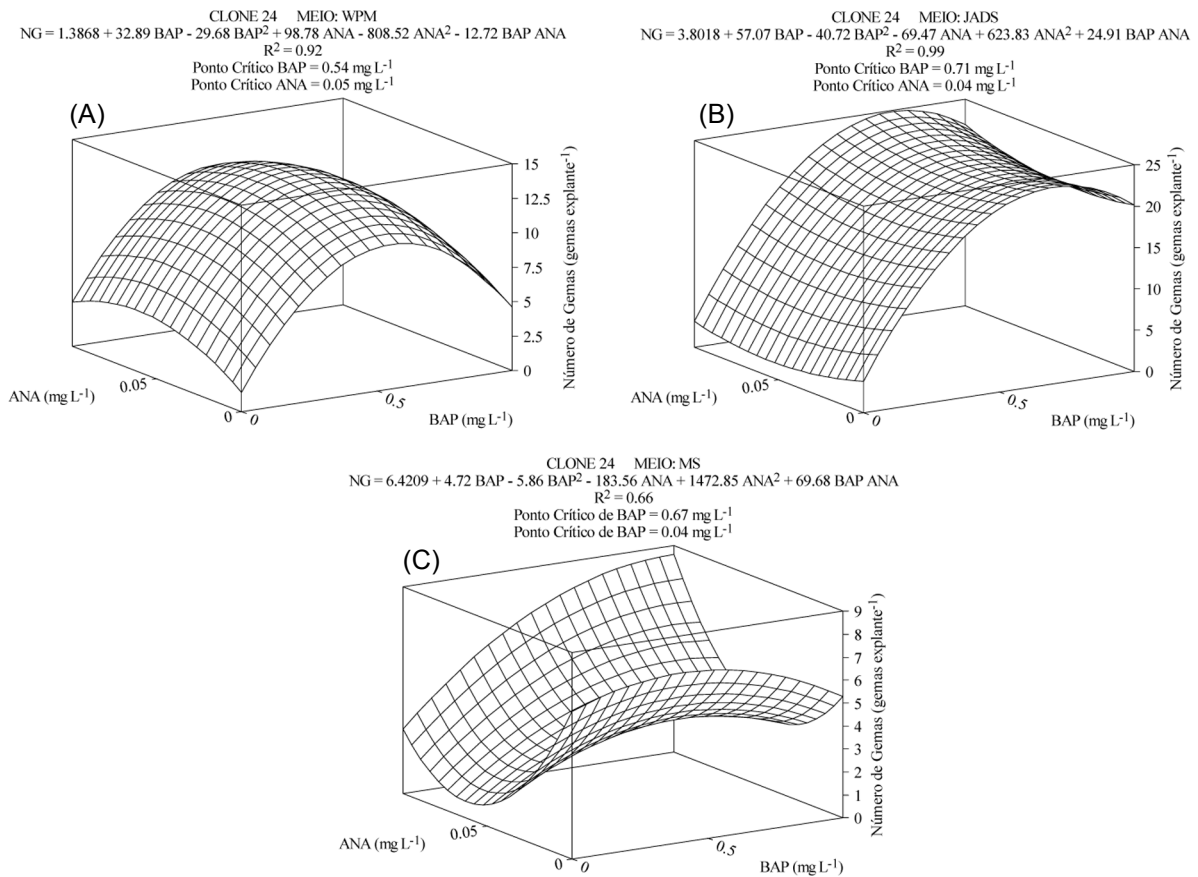 CLONE 24 MEIO: WPM
NG = 1.3868 + 32.89 BAP - 29.68 BAP² + 98.78 ANA - 808.52 ANA² - 12.72 BAP ANA
R² = 0.92
Ponto Crítico BAP = 0.54 mg L⁻¹
Ponto Crítico ANA = 0.05 mg L⁻¹
(A)
15
12.5
10
7.5
5
2.5
0
Número de Gemas (gemas explante⁻¹)
ANA (mg L⁻¹)
0.05
0
0
0.5
BAP (mg L⁻¹)
CLONE 24 MEIO: JADS
NG = 3.8018 + 57.07 BAP - 40.72 BAP² - 69.47 ANA + 623.83 ANA² + 24.91 BAP ANA
R² = 0.99
Ponto Crítico BAP = 0.71 mg L⁻¹
Ponto Crítico ANA = 0.04 mg L⁻¹
(B)
25
20
15
10
5
0
Número de Gemas (gemas explante⁻¹)
ANA (mg L⁻¹)
0.05
0
0
0.5
BAP (mg L⁻¹)
CLONE 24 MEIO: MS
NG = 6.4209 + 4.72 BAP - 5.86 BAP² - 183.56 ANA + 1472.85 ANA² + 69.68 BAP ANA
R² = 0.66
Ponto Crítico de BAP = 0.67 mg L⁻¹
Ponto Crítico de BAP = 0.04 mg L⁻¹
(C)
9
8
7
6
5
4
3
2
1
0
Número de Gemas (gemas explante⁻¹)
ANA (mg L⁻¹)
0.05
0
0
0.5
BAP (mg L⁻¹)